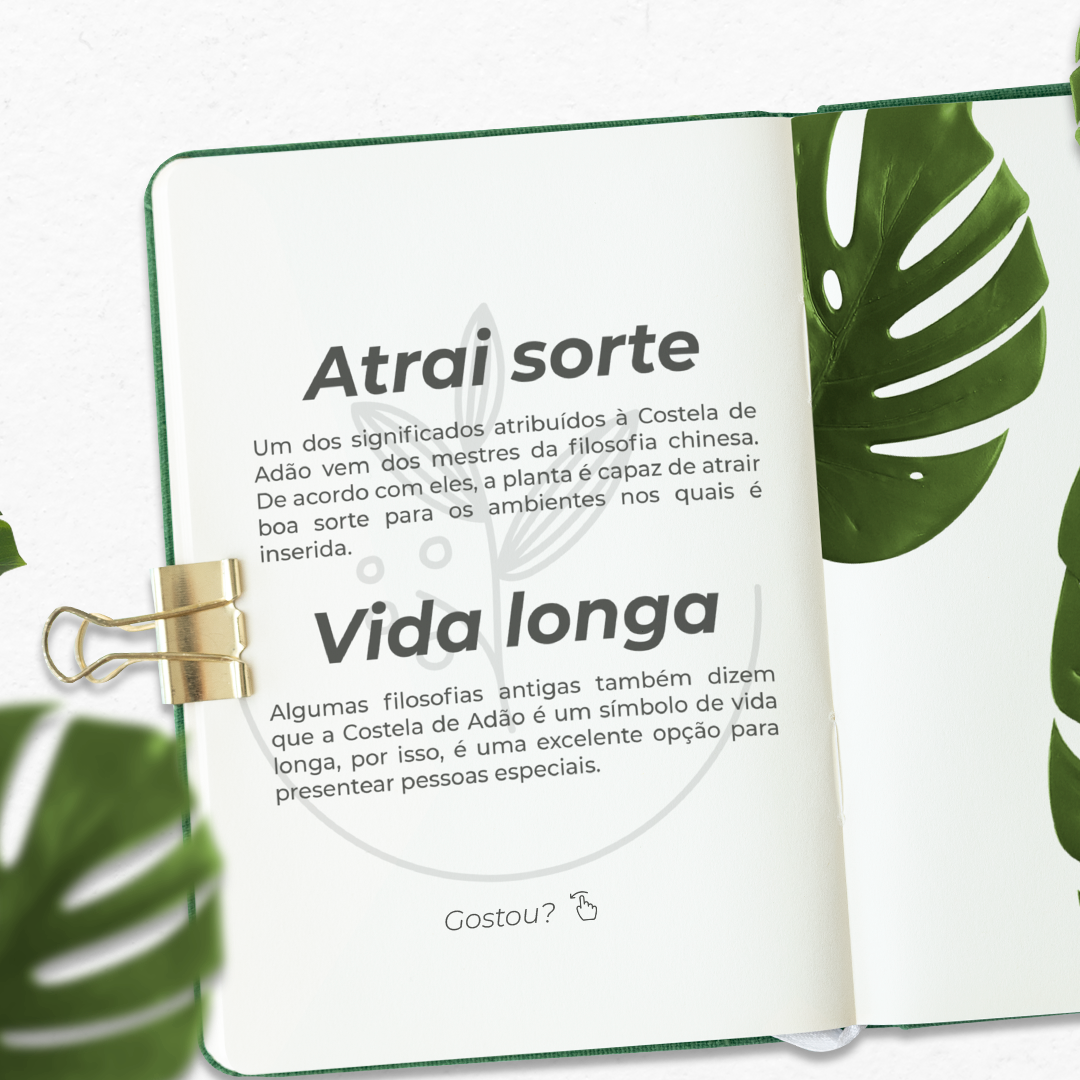 Atrai sorte
Um dos significados atribuídos à Costela de
Adão vem dos mestres da filosofia chinesa.
De acordo com eles, a planta é capaz de atrair
boa sorte para os ambientes nos quais é
inserida.
Vida longa
Algumas filosofias antigas também dizem
que a Costela de Adão é um símbolo de vida
longa, por isso, é uma excelente opção para
presentear pessoas especiais.
Gostou?